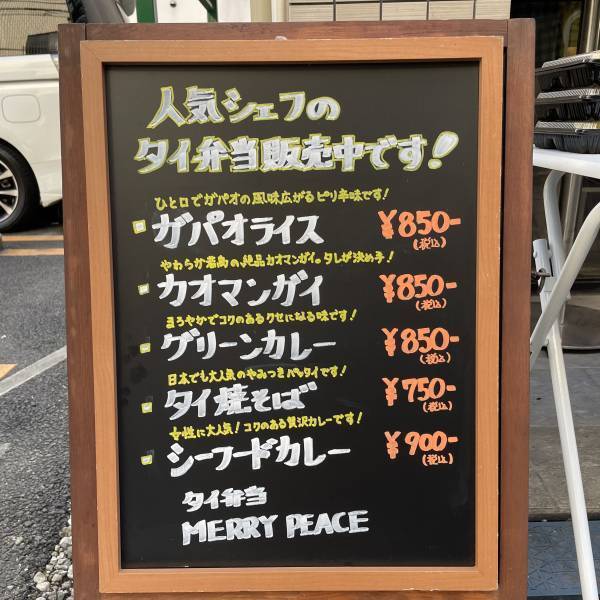 人気シェフの
タイ弁当販売中です!
ひと口でガパオの風味広がるピリ辛味です!
ガパオライス ¥850-
(税込)
やわらか最高の絶品カオマンガイ。タレが決め手!
カオマンガイ ¥850-
(税込)
まろやかでコクのあるクセになる味です!
グリーンカレー ¥850-
(税込)
日本でも大人気のやみつきパッタイです!
タイ焼そば ¥750-
(税込)
女性に大人気!コクのある贅沢カレーです!
シーフードカレー ¥900-
(税込)
タイ弁当
MERRY PEACE